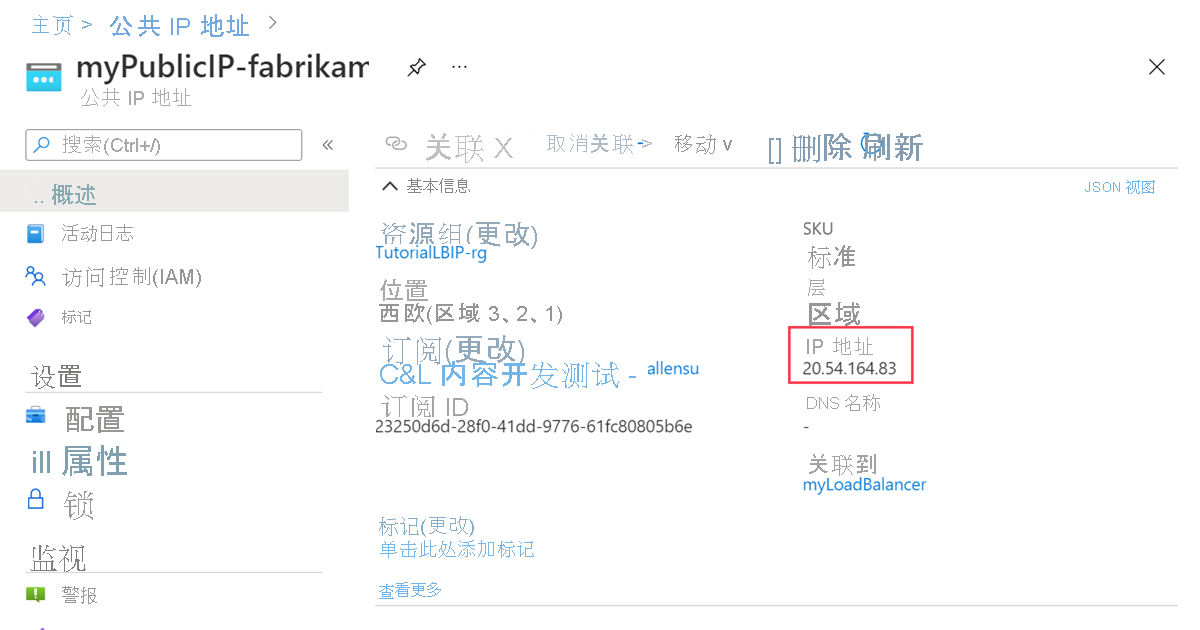 主页 > 公共 IP 地址 >
myPublicIP-fabrikam
...
公共 IP 地址
搜索(Ctrl+/)
«
关联 X
取消关联->
移动 v
[] 删除 刷新
.. 概述
活动日志
访问控制(IAM)
标记
设置
配置
ill 属性
锁
监视
警报
基本信息
JSON 视图
资源组(更改)
TutorialLBIP-rg
位置
西欧(区域 3、2、1)
订阅(更改)
C&L 内容开发测试 - allensu
订阅 ID
23250d6d-28f0-41dd-9776-61fc80805b6e
SKU
标准
层
区域
IP 地址
20.54.164.83
DNS 名称
-
关联到
myLoadBalancer
标记(更改)
单击此处添加标记
查看更多